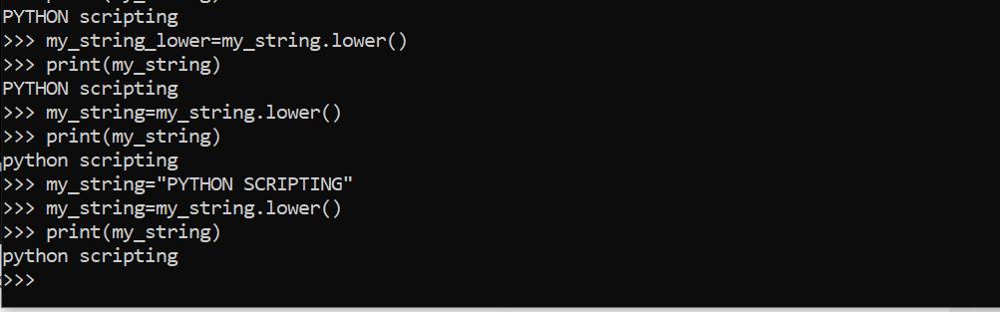 PYTHON scripting
>>> my_string_lower=my_string.lower()
>>> print(my_string)
PYTHON scripting
>>> my_string=my_string.lower()
>>> print(my_string)
python scripting
>>> my_string="PYTHON SCRIPTING"
>>> my_string=my_string.lower()
>>> print(my_string)
python scripting
>>>